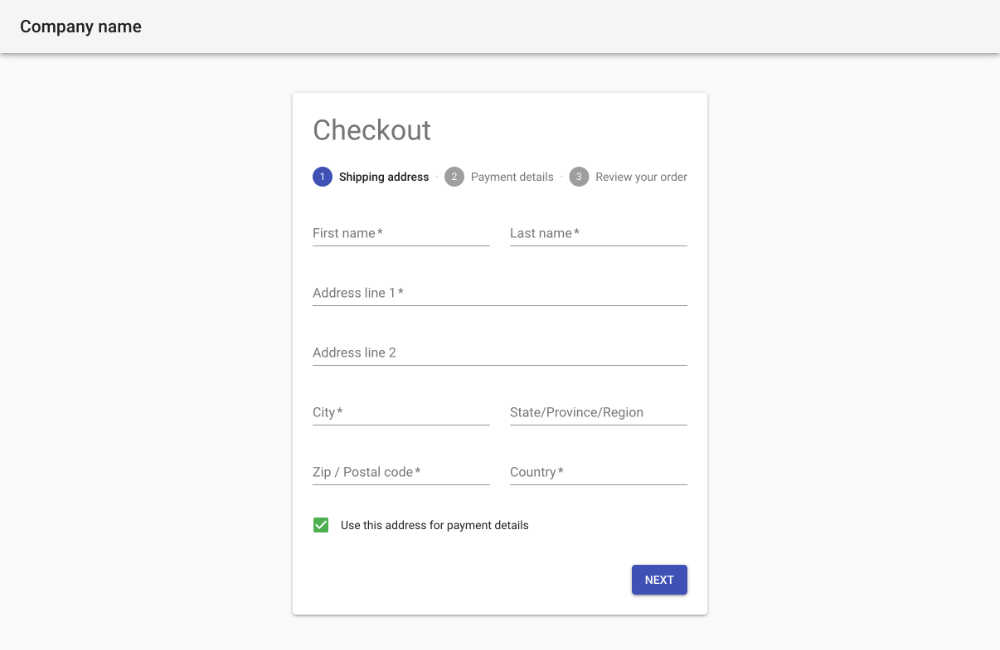 Company name
Checkout
1 Shipping address 2 Payment details 3 Review your order
First name * Last name *
Address line 1 *
Address line 2
City * State/Province/Region
Zip / Postal code * Country *
Use this address for payment details
NEXT